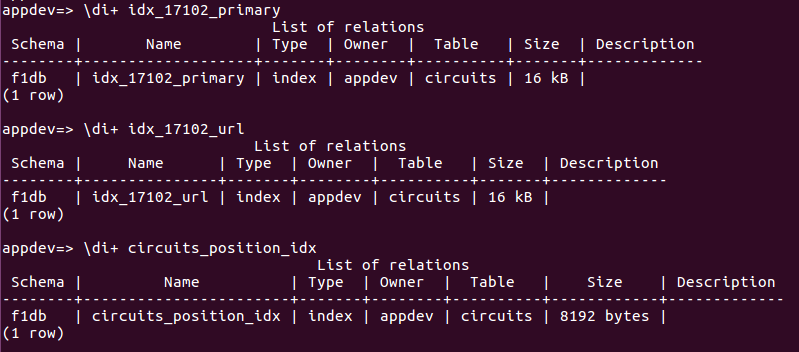 appdev=> \di+ idx_17102_primary
                              List of relations
 Schema |       Name        | Type  | Owner  |  Table   | Size  | Description
--------+-------------------+-------+--------+----------+-------+-------------
 f1db   | idx_17102_primary | index | appdev | circuits | 16 kB |
(1 row)

appdev=> \di+ idx_17102_url
                            List of relations
 Schema |     Name      | Type  | Owner  |  Table   | Size  | Description
--------+---------------+-------+--------+----------+-------+-------------
 f1db   | idx_17102_url | index | appdev | circuits | 16 kB |
(1 row)

appdev=> \di+ circuits_position_idx
                                   List of relations
 Schema |         Name          | Type  | Owner  |  Table   |    Size    | Description
--------+-----------------------+-------+--------+----------+------------+-------------
 f1db   | circuits_position_idx | index | appdev | circuits | 8192 bytes |
(1 row)